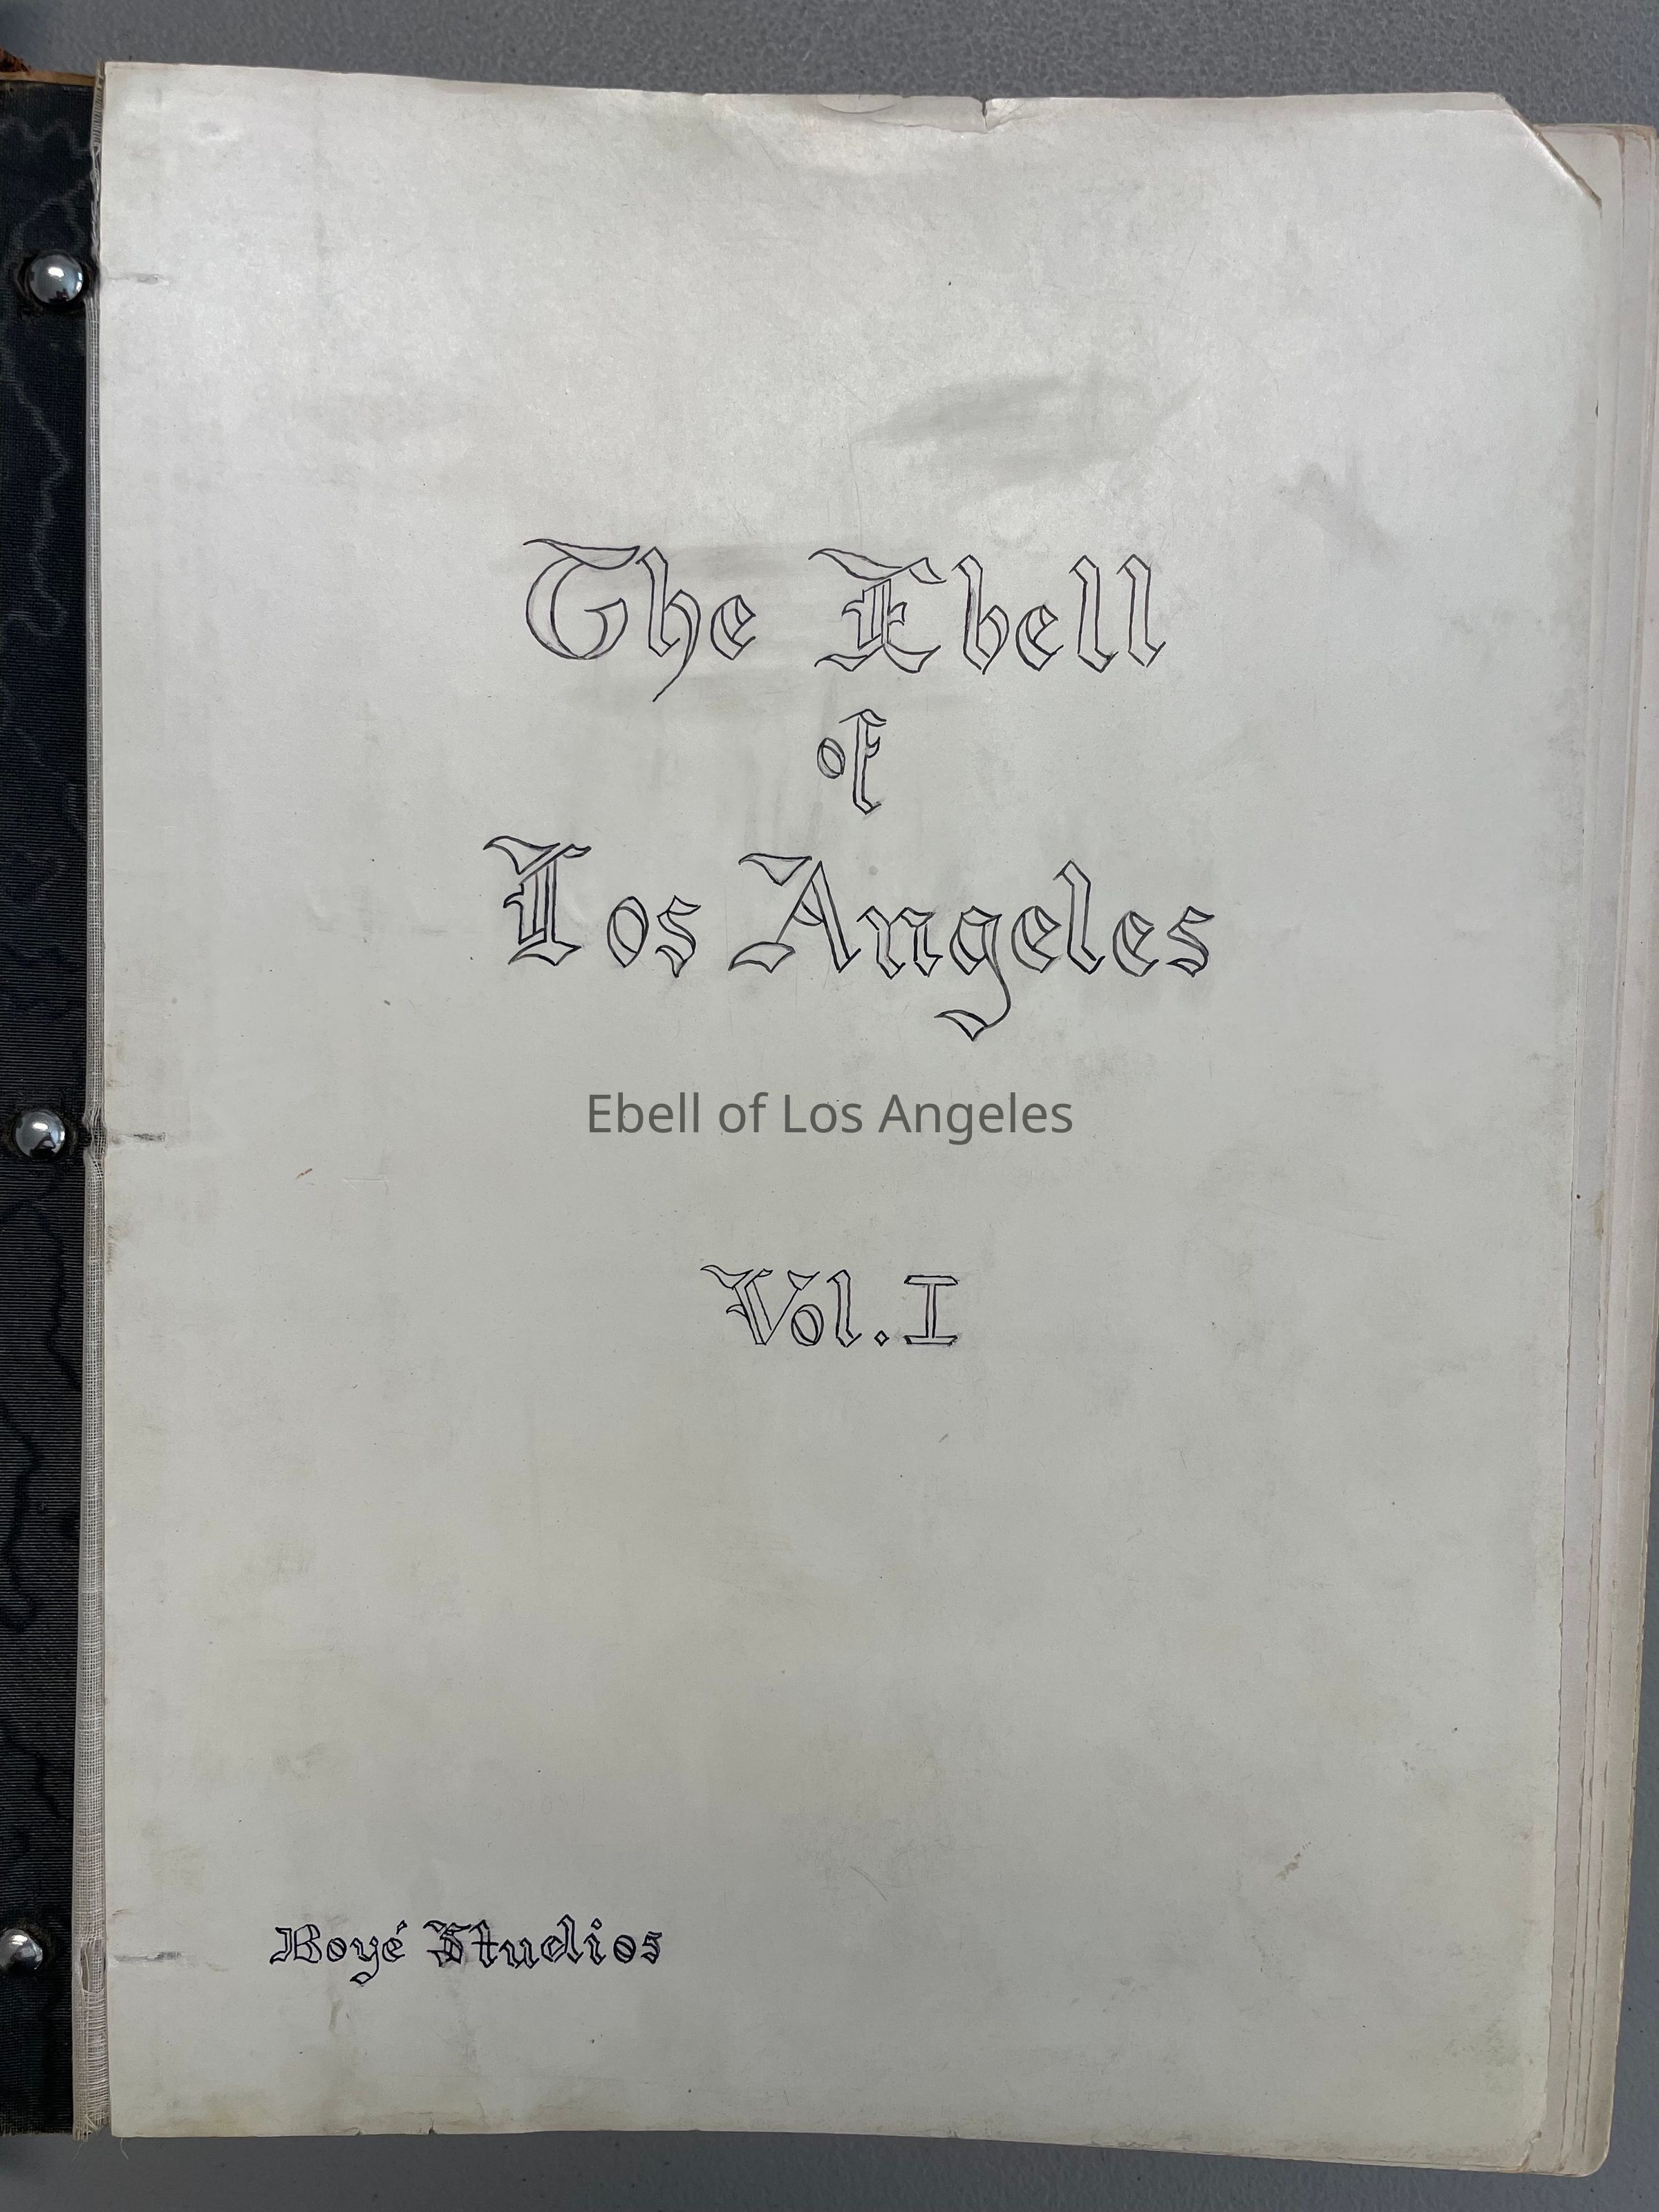 The Ebell
of
Los Angeles
Ebell of Los Angeles
Vol. I
Boyé Studios